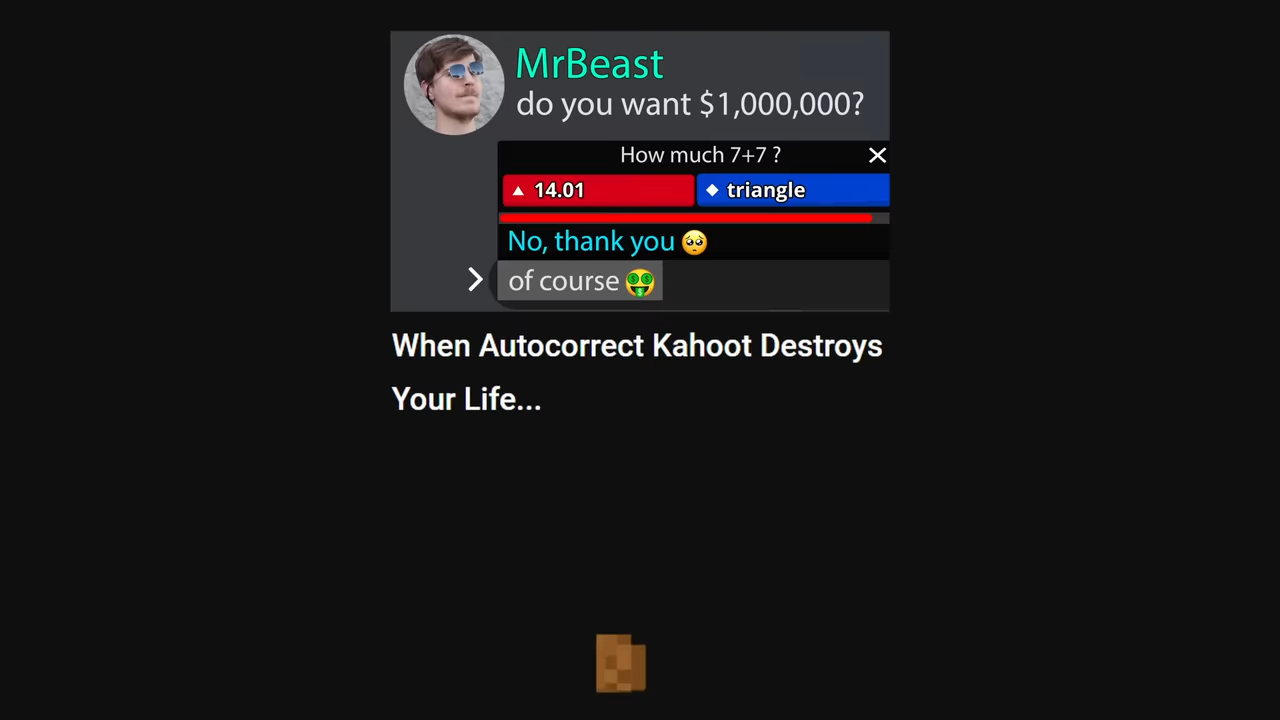 MrBeast
do you want $1,000,000?
How much 7+7 ?
14.01
triangle
No, thank you 🥺
of course 🤑
When Autocorrect Kahoot Destroys
Your Life...